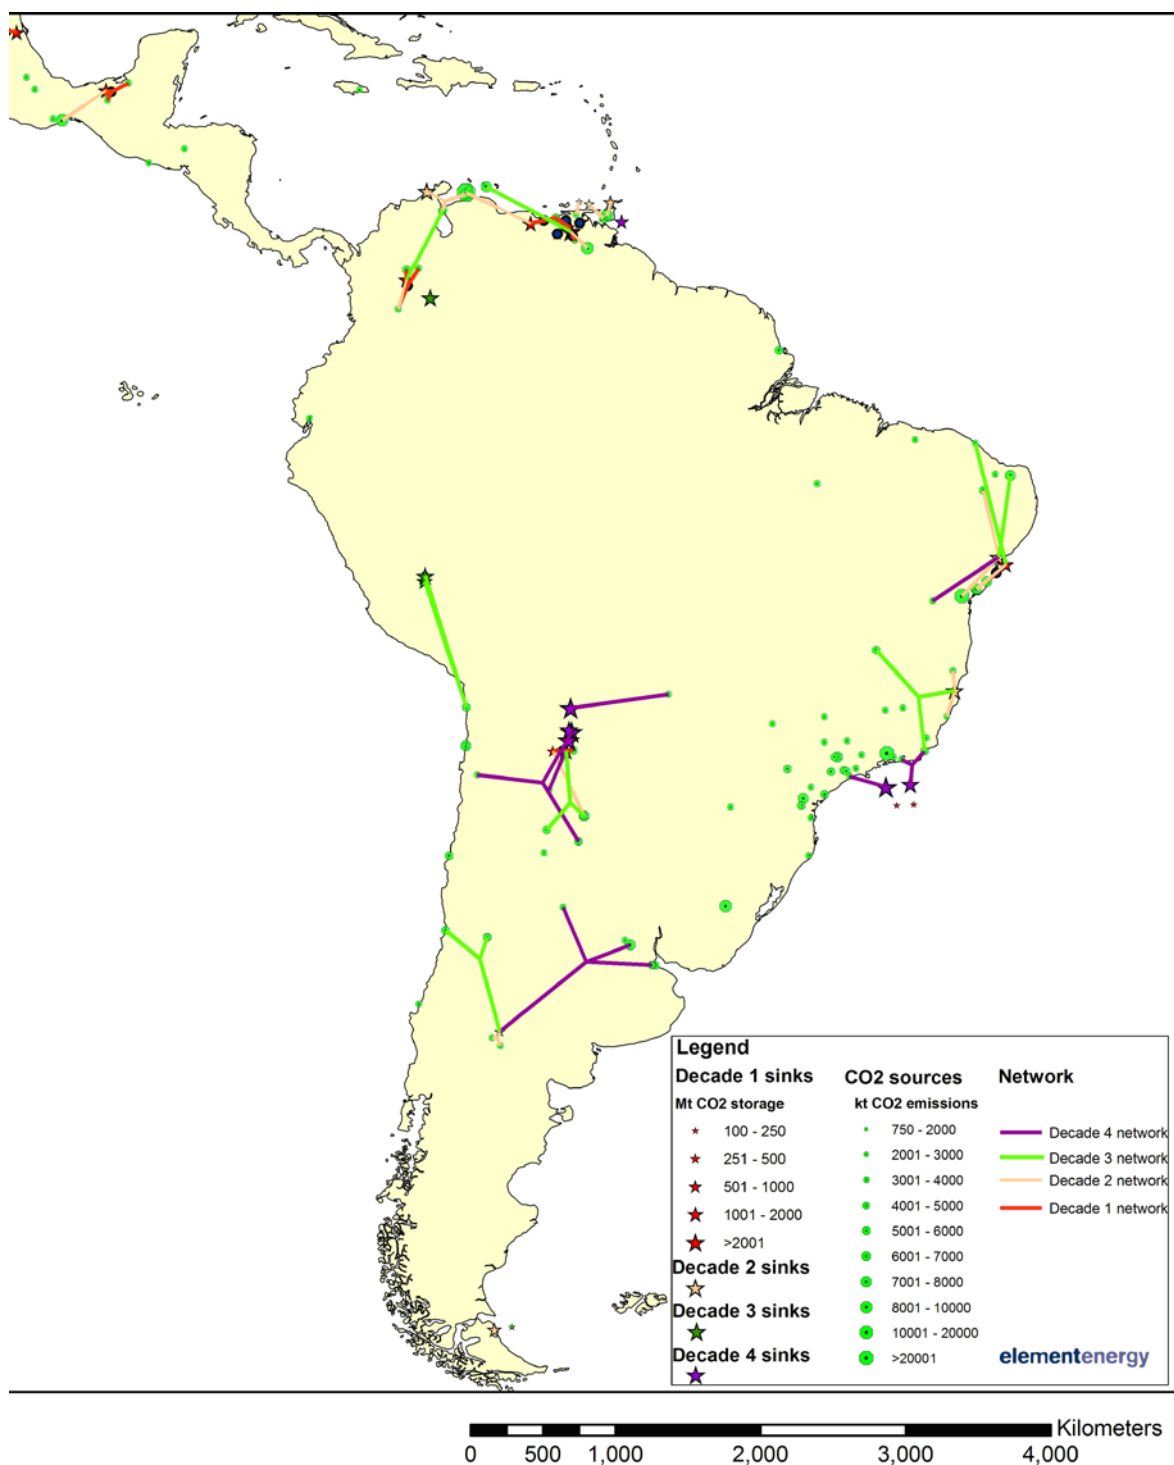 Legend
Decade 1 sinks
Mt CO2 storage
100 - 250
251 - 500
501 - 1000
1001 - 2000
>2001
Decade 2 sinks
Decade 3 sinks
Decade 4 sinks
CO2 sources
kt CO2 emissions
750 - 2000
2001 - 3000
3001 - 4000
4001 - 5000
5001 - 6000
6001 - 7000
7001 - 8000
8001 - 10000
10001 - 20000
>20001
Network
Decade 4 network
Decade 3 network
Decade 2 network
Decade 1 network
elementenergy
Kilometers
0 500 1,000 2,000 3,000 4,000